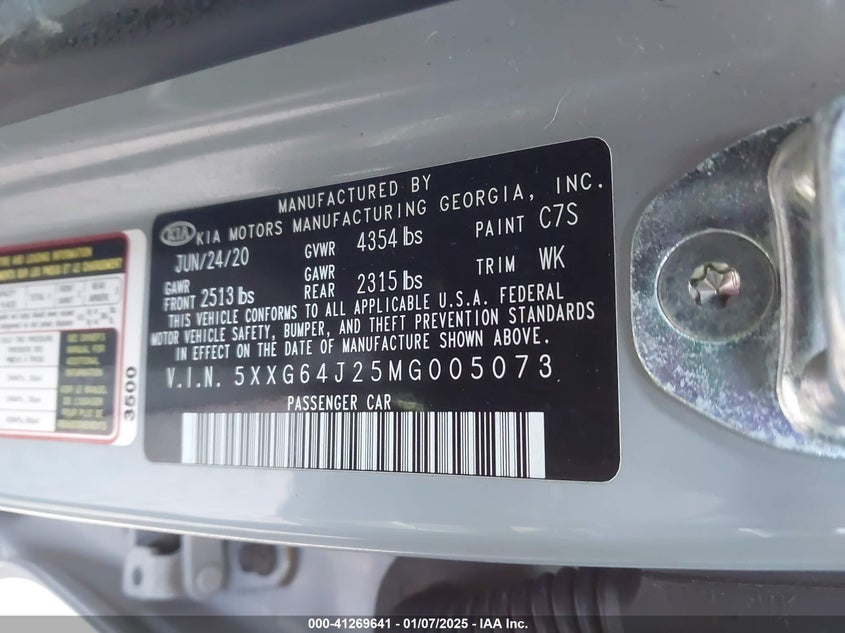 MANUFACTURED BY
KIA KIA MOTORS MANUFACTURING GEORGIA, INC.
JUN/24/20 GVWR 4354 lbs PAINT C7S
GAWR FRONT 2513 lbs GAWR REAR 2315 lbs TRIM WK
THIS VEHICLE CONFORMS TO ALL APPLICABLE U.S.A. FEDERAL
MOTOR VEHICLE SAFETY, BUMPER, AND THEFT PREVENTION STANDARDS
IN EFFECT ON THE DATE OF MANUFACTURE SHOWN ABOVE.
V.I.N. 5XXG64J25MG005073
PASSENGER CAR
3500
000-41269641 - 01/07/2025 - IAA Inc.